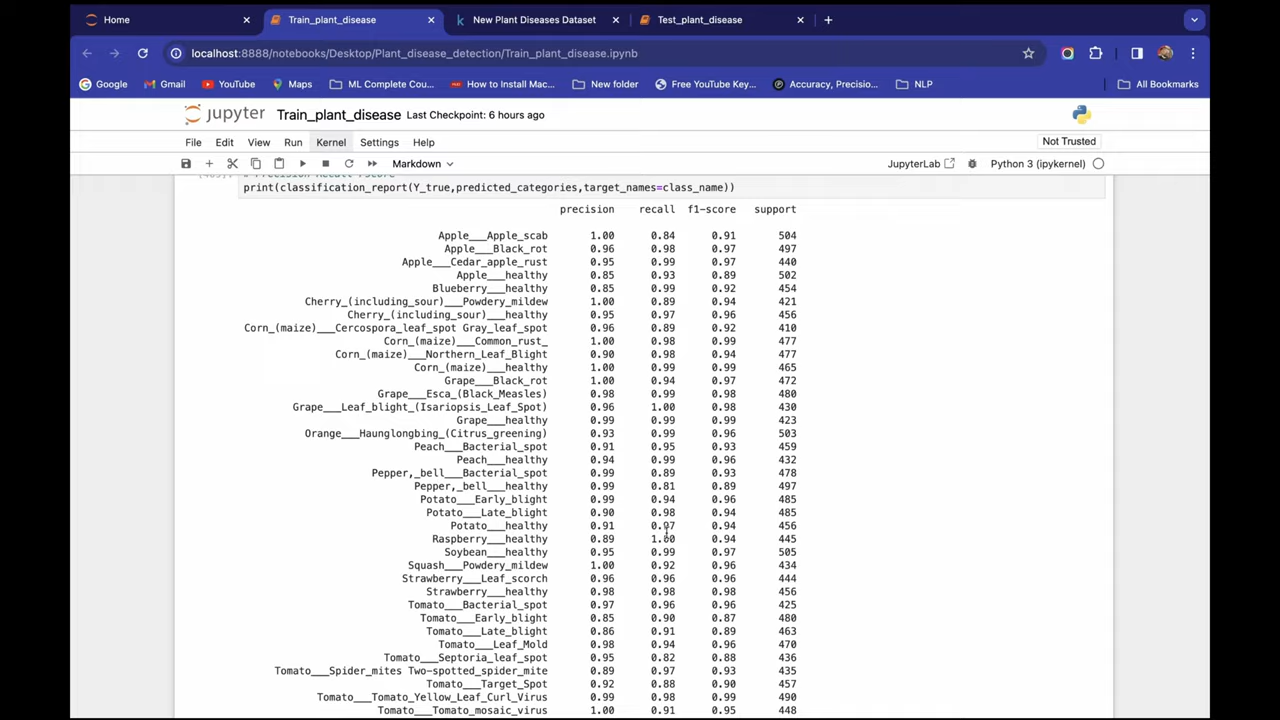 Home
Train_plant_disease
New Plant Diseases Dataset
Test_plant_disease
localhost:8888/notebooks/Desktop/Plant_disease_detection/Train_plant_disease.ipynb
Google Gmail YouTube Maps ML Complete Cou... How to Install Mac... New folder Free YouTube Key... Accuracy, Precisio... NLP All Bookmarks
jupyter Train_plant_disease Last Checkpoint: 6 hours ago
File Edit View Run Kernel Settings Help Not Trusted
Markdown JupyterLab Python 3 (ipykernel)
print(classification_report(Y_true,predicted_categories,target_names=class_name))
precision recall f1-score support
Apple___Apple_scab 1.00 0.84 0.91 504
Apple___Black_rot 0.96 0.98 0.97 497
Apple___Cedar_apple_rust 0.95 0.99 0.97 440
Apple___healthy 0.85 0.93 0.89 502
Blueberry___healthy 0.85 0.99 0.92 454
Cherry_(including_sour)___Powdery_mildew 1.00 0.89 0.94 421
Cherry_(including_sour)___healthy 0.95 0.97 0.96 456
Corn_(maize)___Cercospora_leaf_spot Gray_leaf_spot 0.96 0.89 0.92 410
Corn_(maize)___Common_rust_ 1.00 0.98 0.99 477
Corn_(maize)___Northern_Leaf_Blight 0.90 0.98 0.94 477
Corn_(maize)___healthy 1.00 0.99 0.99 465
Grape___Black_rot 1.00 0.94 0.97 472
Grape___Esca_(Black_Measles) 0.98 0.99 0.98 480
Grape___Leaf_blight_(Isariopsis_Leaf_Spot) 0.96 1.00 0.98 430
Grape___healthy 0.99 0.99 0.99 423
Orange___Haunglongbing_(Citrus_greening) 0.93 0.99 0.96 503
Peach___Bacterial_spot 0.91 0.95 0.93 459
Peach___healthy 0.94 0.99 0.96 432
Pepper,_bell___Bacterial_spot 0.99 0.89 0.93 478
Pepper,_bell___healthy 0.99 0.81 0.89 497
Potato___Early_blight 0.99 0.94 0.96 485
Potato___Late_blight 0.90 0.98 0.94 485
Potato___healthy 0.91 0.97 0.94 456
Raspberry___healthy 0.89 1.00 0.94 445
Soybean___healthy 0.95 0.99 0.97 505
Squash___Powdery_mildew 1.00 0.92 0.96 434
Strawberry___Leaf_scorch 0.96 0.96 0.96 444
Strawberry___healthy 0.98 0.98 0.98 456
Tomato___Bacterial_spot 0.97 0.96 0.96 425
Tomato___Early_blight 0.85 0.90 0.87 480
Tomato___Late_blight 0.86 0.91 0.89 463
Tomato___Leaf_Mold 0.98 0.94 0.96 470
Tomato___Septoria_leaf_spot 0.95 0.82 0.88 436
Tomato___Spider_mites Two-spotted_spider_mite 0.89 0.97 0.93 435
Tomato___Target_Spot 0.92 0.88 0.90 457
Tomato___Tomato_Yellow_Leaf_Curl_Virus 0.99 0.98 0.99 490
Tomato___Tomato_mosaic_virus 1.00 0.91 0.95 448